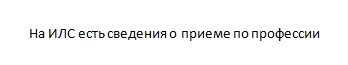 На ИЛС есть сведения о приеме по профессии